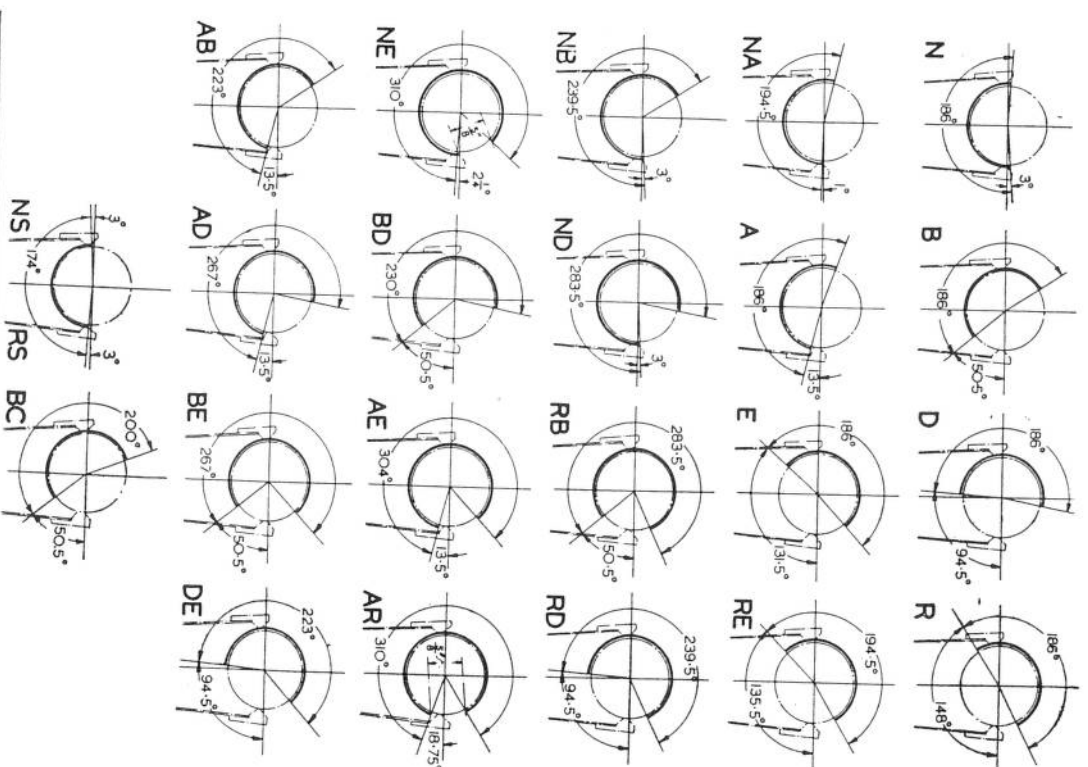 N 186° 3°
B 186° 50·5°
D 186° 94·5°
R 186° 148°
NA 194·5° 1°
A 186° 13·5°
E 186° 131·5°
RE 194·5° 135·5°
NB 239·5° 3°
ND 283·5° 3°
RB 283·5° 50·5°
RD 239·5° 94·5°
NE 310° 2¼°
BD 230° 50·5°
AE 304° 13·5°
AR 310° 18·75°
AB 223° 13·5°
AD 267° 13·5°
BE 267° 50·5°
DE 223° 94·5°
NS 3° 174° 3° RS
BC 200° 50.5°